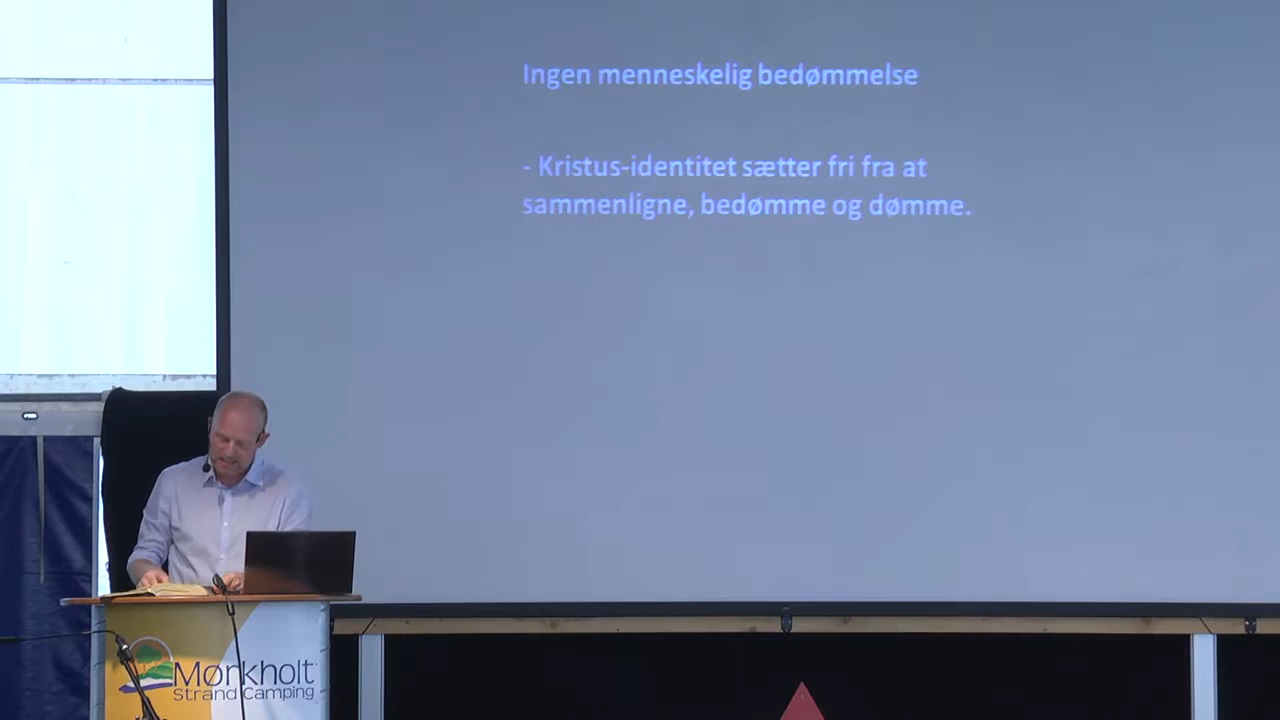 Ingen menneskelig bedømmelse
- Kristus-identitet sætter fri fra at
sammenligne, bedømme og dømme.
Mørkholt
Strand Camping